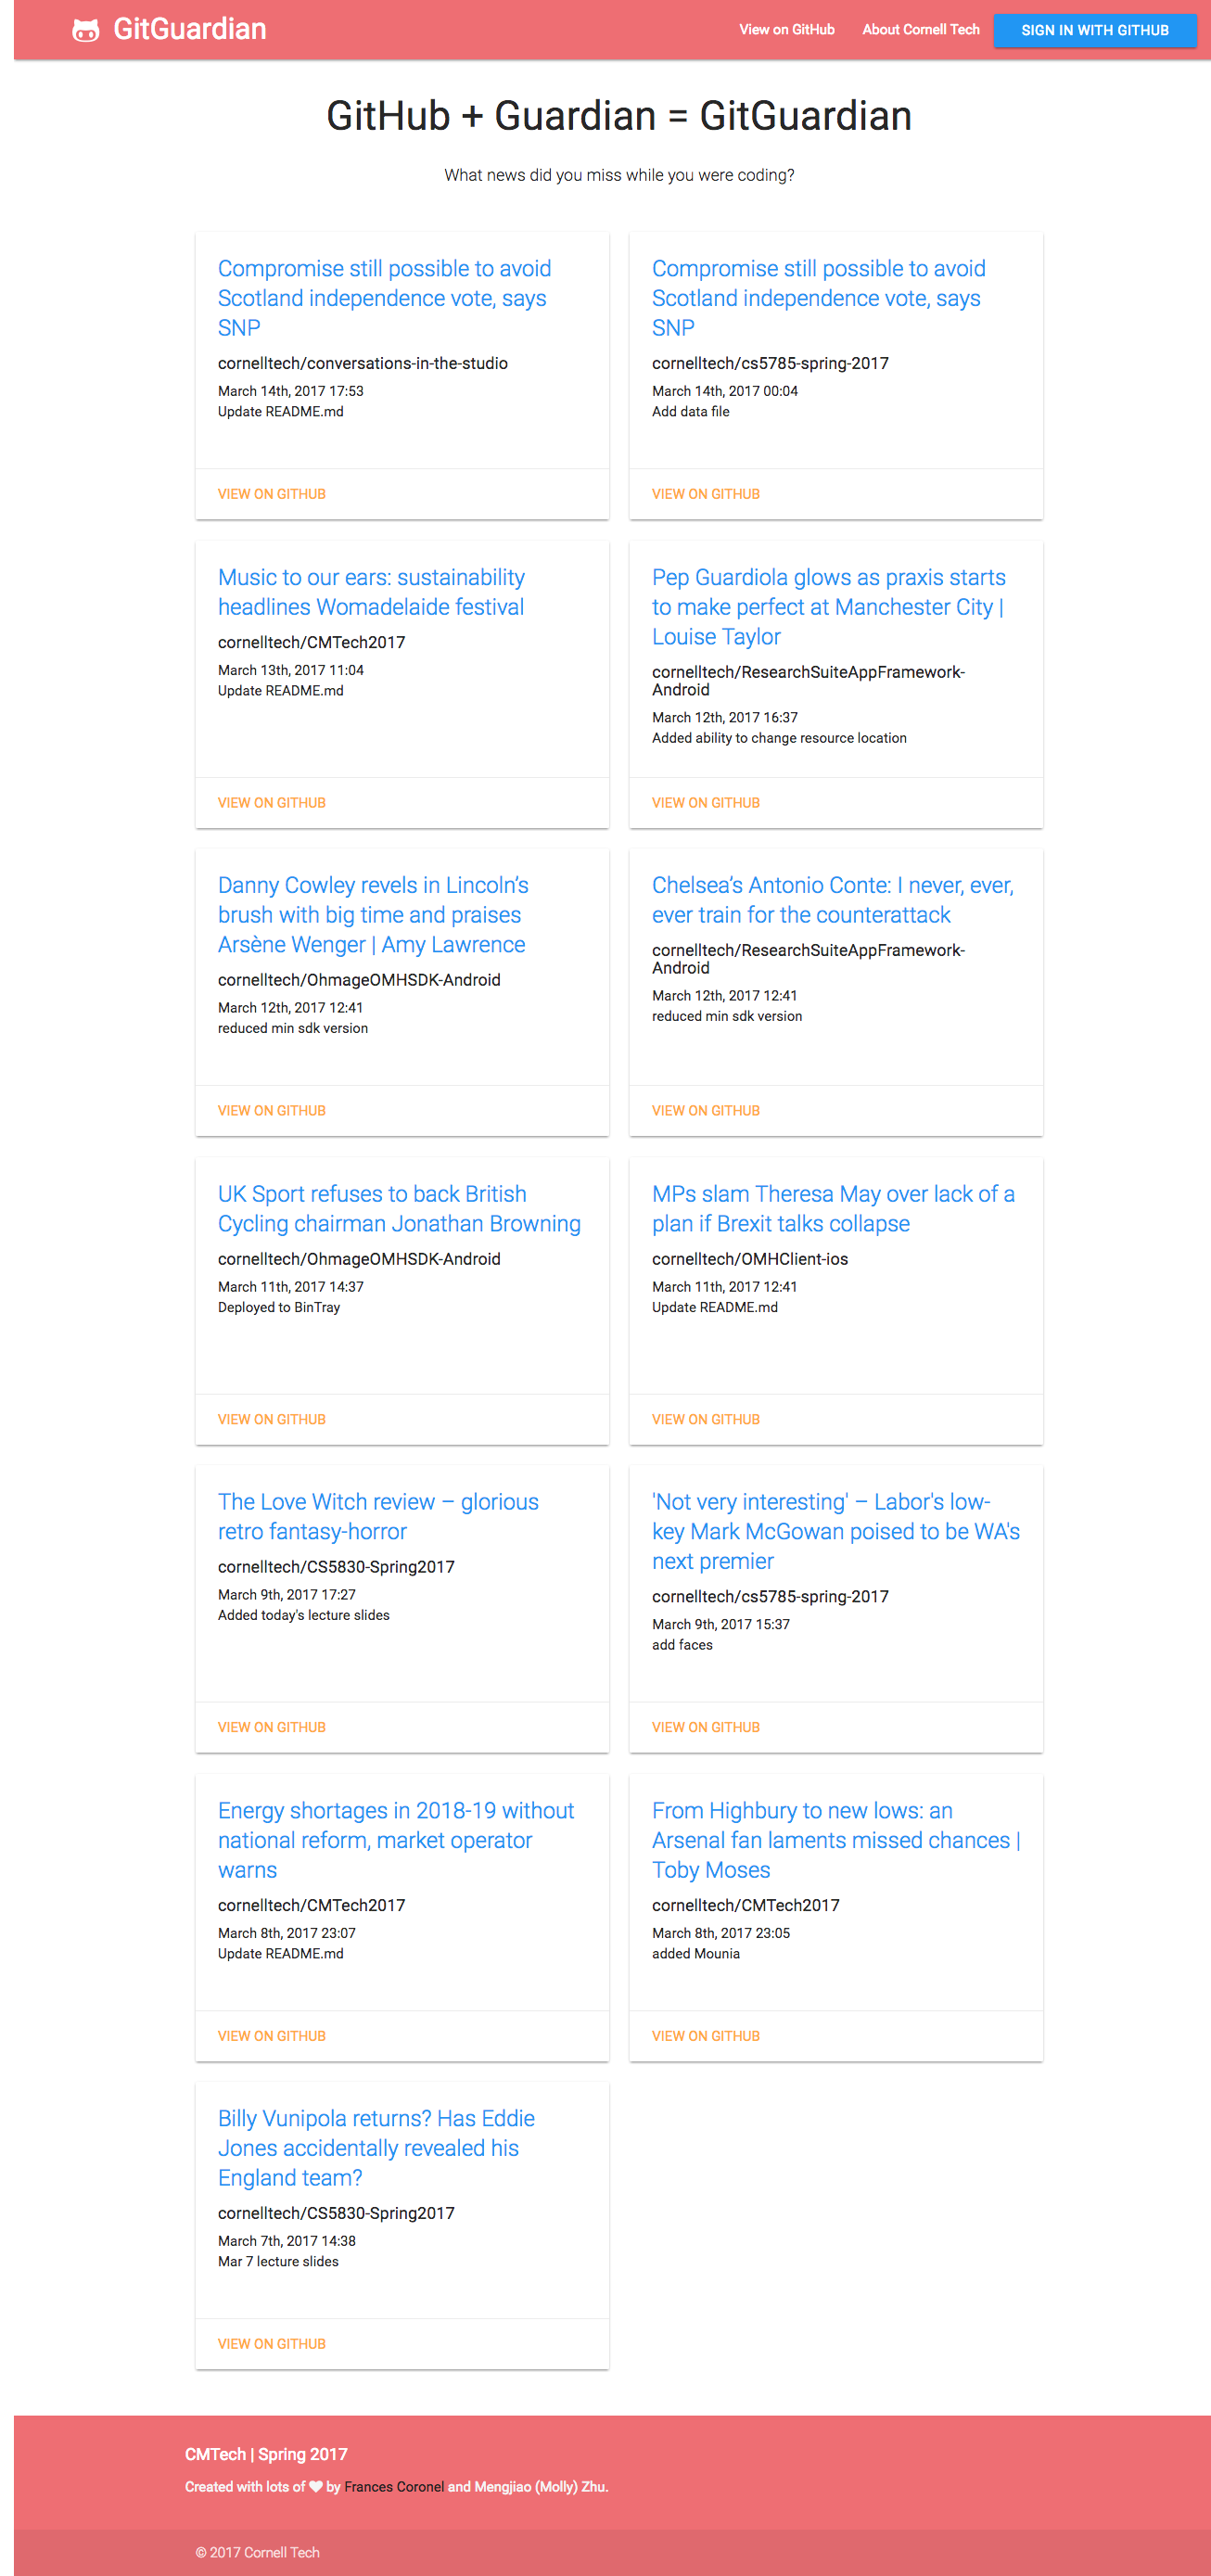 GitGuardian
View on GitHub
About Cornell Tech
SIGN IN WITH GITHUB
GitHub + Guardian = GitGuardian
What news did you miss while you were coding?
Compromise still possible to avoid
Scotland independence vote, says
SNP
cornelltech/conversations-in-the-studio
March 14th, 2017 17:53
Update README.md
VIEW ON GITHUB
Compromise still possible to avoid
Scotland independence vote, says
SNP
cornelltech/cs5785-spring-2017
March 14th, 2017 00:04
Add data file
VIEW ON GITHUB
Music to our ears: sustainability
headlines Womadelaide festival
cornelltech/CMTech2017
March 13th, 2017 11:04
Update README.md
VIEW ON GITHUB
Pep Guardiola glows as praxis starts
to make perfect at Manchester City |
Louise Taylor
cornelltech/ResearchSuiteAppFramework-
Android
March 12th, 2017 16:37
Added ability to change resource location
VIEW ON GITHUB
Danny Cowley revels in Lincoln’s
brush with big time and praises
Arsène Wenger | Amy Lawrence
cornelltech/OhmageOMHSDK-Android
March 12th, 2017 12:41
reduced min sdk version
VIEW ON GITHUB
Chelsea’s Antonio Conte: I never, ever,
ever train for the counterattack
cornelltech/ResearchSuiteAppFramework-
Android
March 12th, 2017 12:41
reduced min sdk version
VIEW ON GITHUB
UK Sport refuses to back British
Cycling chairman Jonathan Browning
cornelltech/OhmageOMHSDK-Android
March 11th, 2017 14:37
Deployed to BinTray
VIEW ON GITHUB
MPs slam Theresa May over lack of a
plan if Brexit talks collapse
cornelltech/OMHClient-ios
March 11th, 2017 12:41
Update README.md
VIEW ON GITHUB
The Love Witch review – glorious
retro fantasy-horror
cornelltech/CS5830-Spring2017
March 9th, 2017 17:27
Added today's lecture slides
VIEW ON GITHUB
'Not very interesting' – Labor's low-
key Mark McGowan poised to be WA's
next premier
cornelltech/cs5785-spring-2017
March 9th, 2017 15:37
add faces
VIEW ON GITHUB
Energy shortages in 2018-19 without
national reform, market operator
warns
cornelltech/CMTech2017
March 8th, 2017 23:07
Update README.md
VIEW ON GITHUB
From Highbury to new lows: an
Arsenal fan laments missed chances |
Toby Moses
cornelltech/CMTech2017
March 8th, 2017 23:05
added Mounia
VIEW ON GITHUB
Billy Vunipola returns? Has Eddie
Jones accidentally revealed his
England team?
cornelltech/CS5830-Spring2017
March 7th, 2017 14:38
Mar 7 lecture slides
VIEW ON GITHUB
CMTech | Spring 2017
Created with lots of ♥ by Frances Coronel and Mengjiao (Molly) Zhu.
© 2017 Cornell Tech